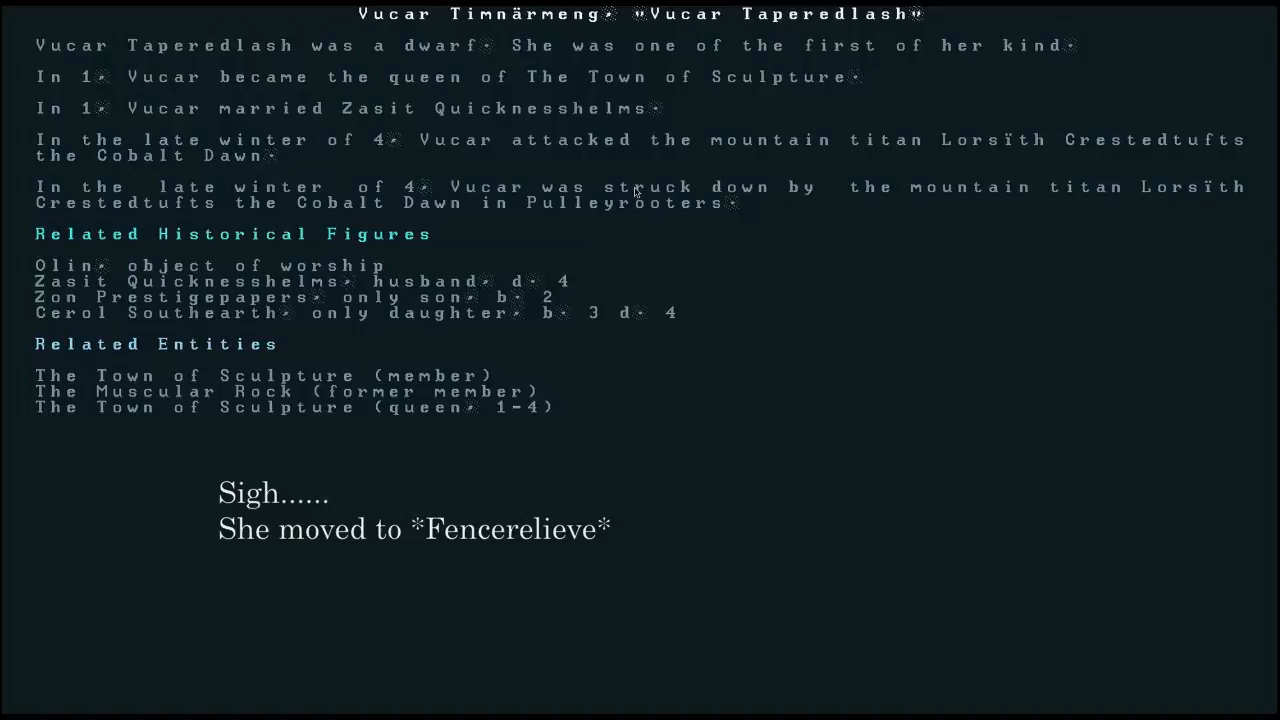 Vucar Timnärmeng, "Vucar Taperedlash"
Vucar Taperedlash was a dwarf. She was one of the first of her kind.
In 1, Vucar became the queen of The Town of Sculpture.
In 1, Vucar married Zasit Quicknesshelms.
In the late winter of 4, Vucar attacked the mountain titan Lorsïth Crestedtufts
the Cobalt Dawn.
In the late winter of 4, Vucar was struck down by the mountain titan Lorsïth
Crestedtufts the Cobalt Dawn in Pulleyrooters.
Related Historical Figures
Olin, object of worship
Zasit Quicknesshelms, husband, d. 4
Zon Prestigepapers, only son, b. 2
Cerol Southearth, only daughter, b. 3 d. 4
Related Entities
The Town of Sculpture (member)
The Muscular Rock (former member)
The Town of Sculpture (queen, 1-4)
Sigh......
She moved to *Fencerelieve*